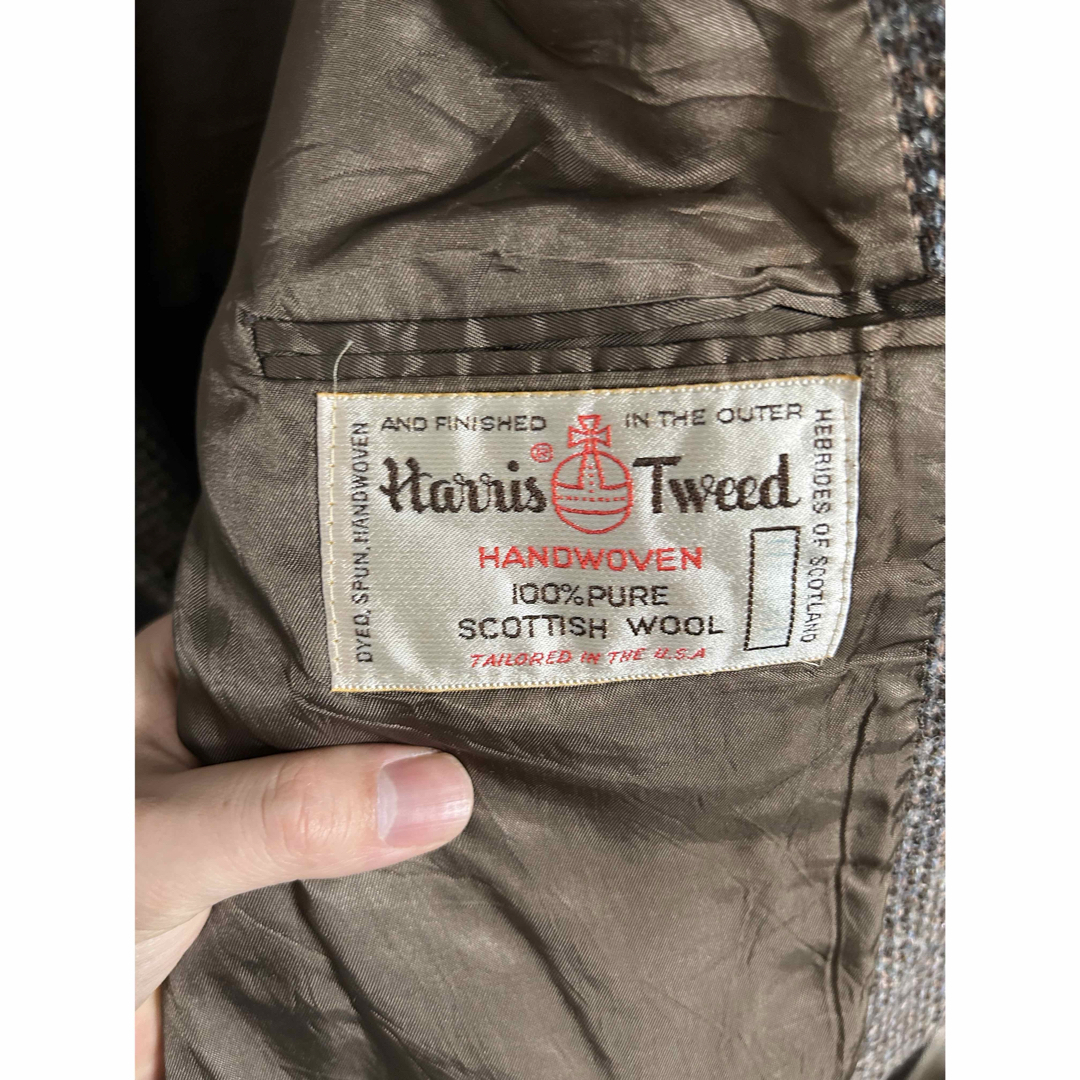 DYED, SPUN, HANDWOVEN
AND FINISHED IN THE OUTER
HEBRIDES OF SCOTLAND
Harris ® Tweed
HANDWOVEN
100% PURE
SCOTTISH WOOL
TAILORED IN THE U.S.A